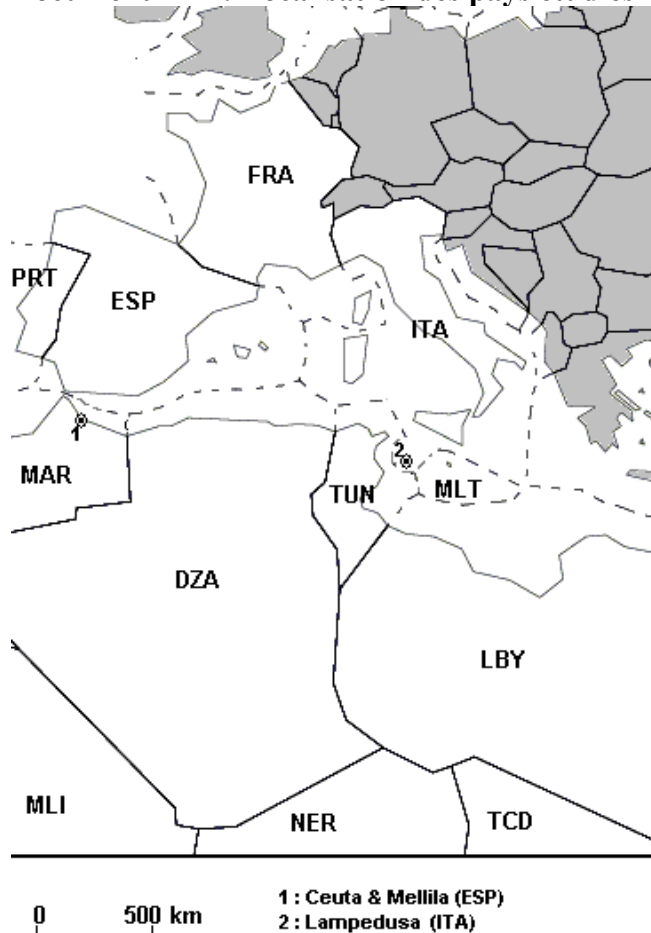 FRA
PRT
ESP
ITA
1
2
MAR
TUN
MLT
DZA
LBY
MLI
NER
TCD
1 : Ceuta & Mellila (ESP)
0 500 km
2 : Lampedusa (ITA)